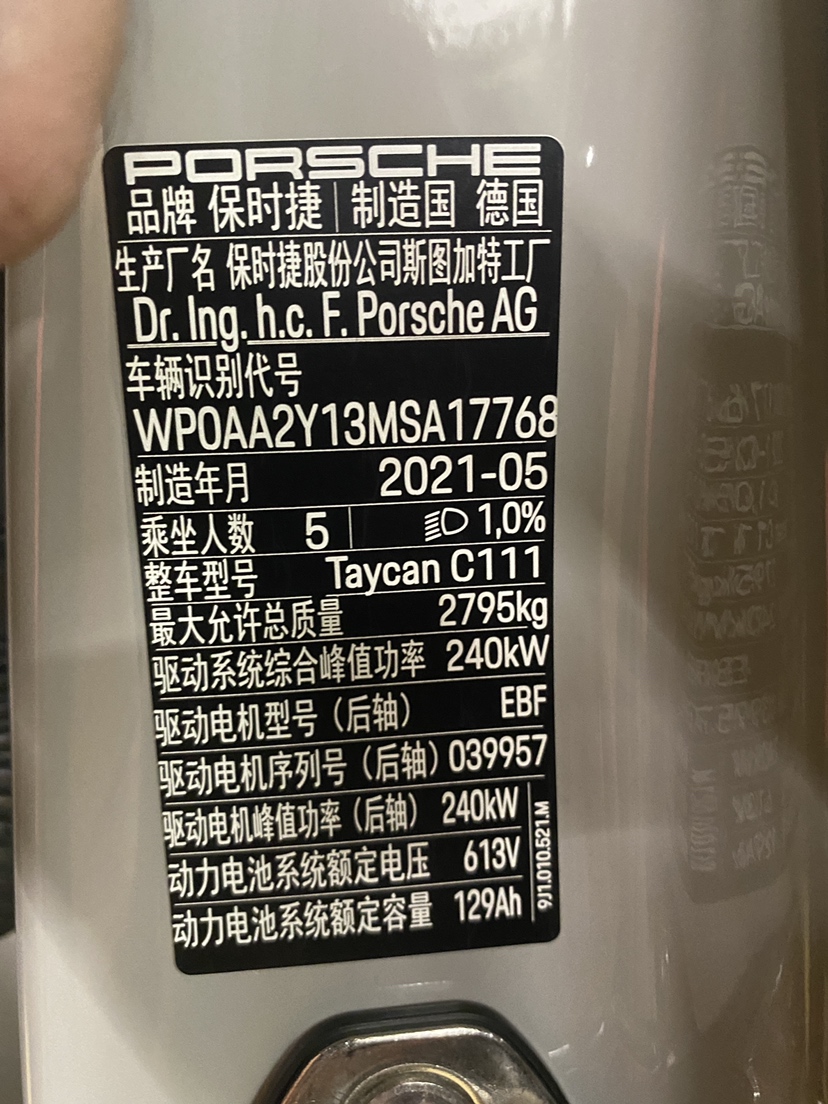 PORSCHE
品牌 保时捷 制造国 德国
生产厂名 保时捷股份公司斯图加特工厂
Dr. Ing. h.c. F. Porsche AG
车辆识别代号
WP0AA2Y13MSA17768
制造年月 2021-05
乘坐人数 5 1,0%
整车型号 Taycan C111
最大允许总质量 2795kg
驱动系统综合峰值功率 240kW
驱动电机型号（后轴） EBF
驱动电机序列号（后轴） 039957
驱动电机峰值功率（后轴） 240kW
动力电池系统额定电压 613V
动力电池系统额定容量 129Ah
9J1.010.521.M